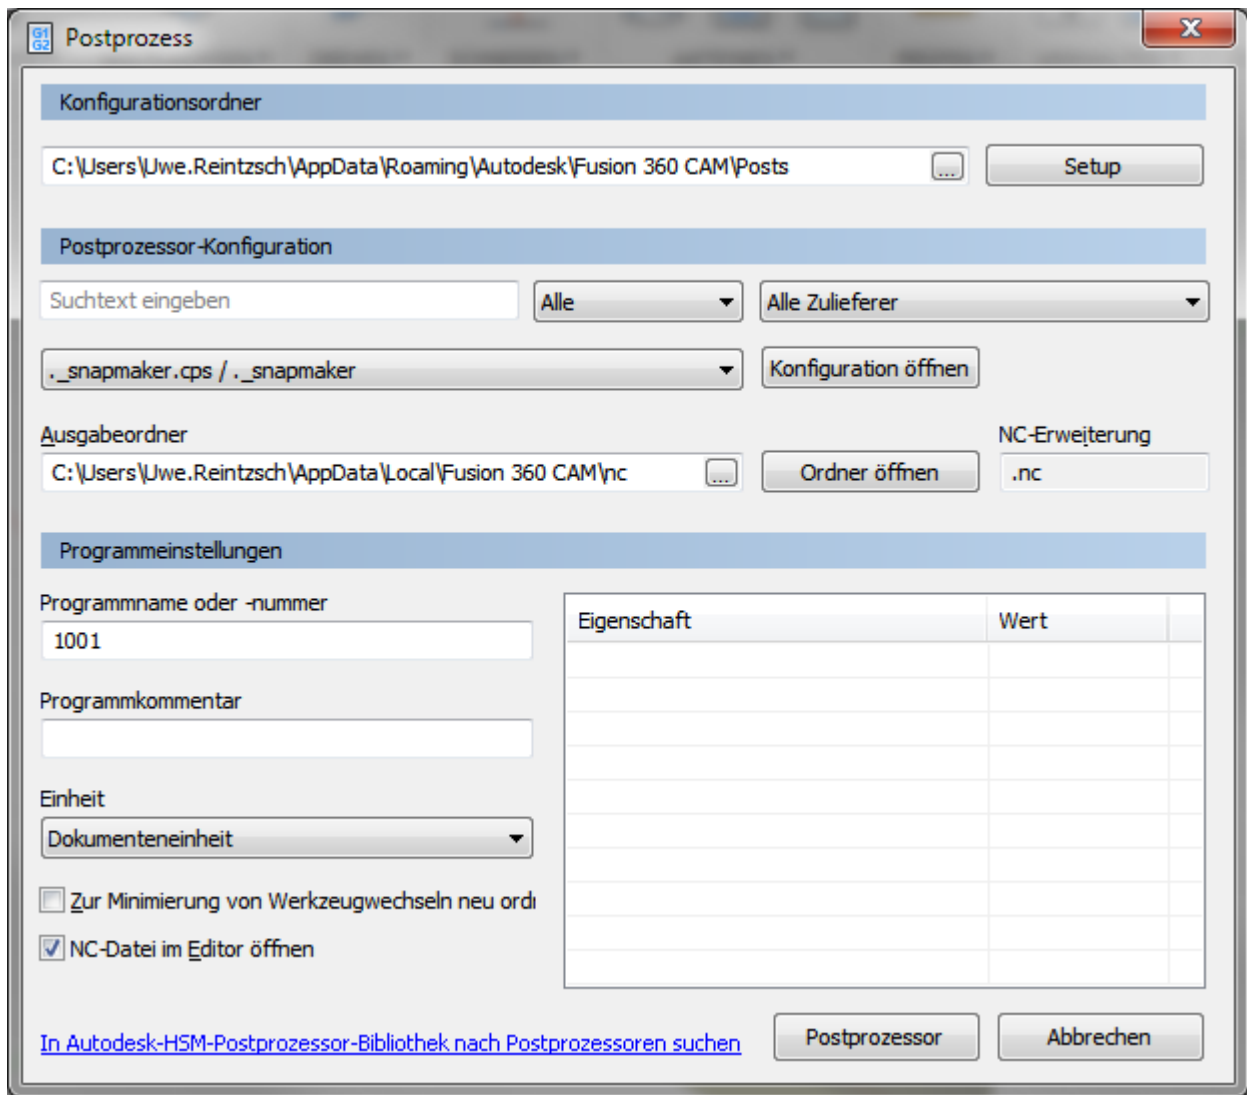 G1
G2
Postprozess
X
Konfigurationsordner
C:\Users\Uwe.Reintzsch\AppData\Roaming\Autodesk\Fusion 360 CAM\Posts
...
Setup
Postprozessor-Konfiguration
Suchtext eingeben
Alle
Alle Zulieferer
._snapmaker.cps / ._snapmaker
Konfiguration öffnen
Ausgabeordner
NC-Erweiterung
C:\Users\Uwe.Reintzsch\AppData\Local\Fusion 360 CAM\nc
...
Ordner öffnen
.nc
Programmeinstellungen
Programmname oder -nummer
1001
Eigenschaft
Wert
Programmkommentar
Einheit
Dokumenteneinheit
Zur Minimierung von Werkzeugwechseln neu ord
NC-Datei im Editor öffnen
In Autodesk-HSM-Postprozessor-Bibliothek nach Postprozessoren suchen
Postprozessor
Abbrechen